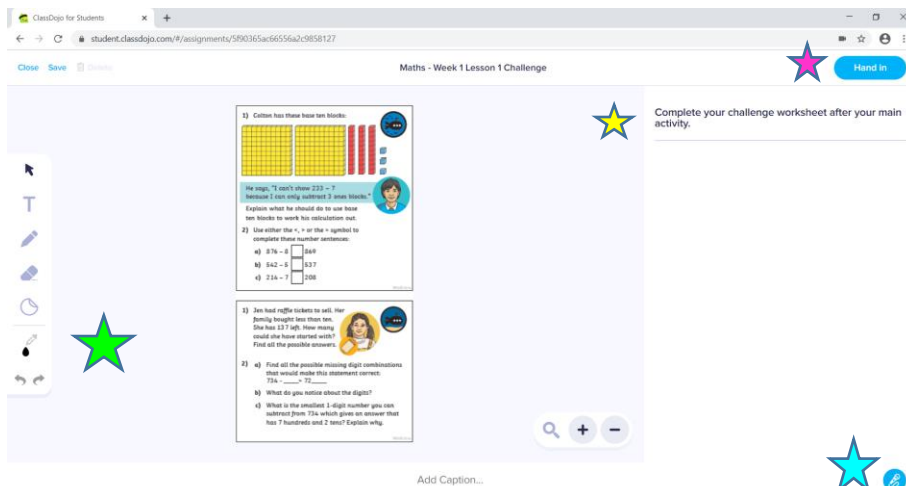 ClassDojo for Students
student.classdojo.com/#/assignments/5f90365ac66556a2c9858127
Close Save Delete
Maths - Week 1 Lesson 1 Challenge
Hand in
Complete your challenge worksheet after your main
activity.
1) Colton has these base ten blocks:
He says, "I can't show 233 – 7
because I can only subtract 3 ones blocks."
Explain what he should do to use base
ten blocks to work his calculation out.
2) Use either the <, > or the = symbol to
complete these number sentences:
a) 876 – 8 869
b) 542 – 5 537
c) 214 – 7 208
1) Jen had raffle tickets to sell. Her
family bought less than ten.
She has 137 left. How many
could she have started with?
Find all the possible answers.
2) a) Find all the possible missing digit combinations
that would make this statement correct:
734 - ____= 72____
b) What do you notice about the digits?
c) What is the smallest 1-digit number you can
subtract from 734 which gives an answer that
has 7 hundreds and 2 tens? Explain why.
T
Add Caption...